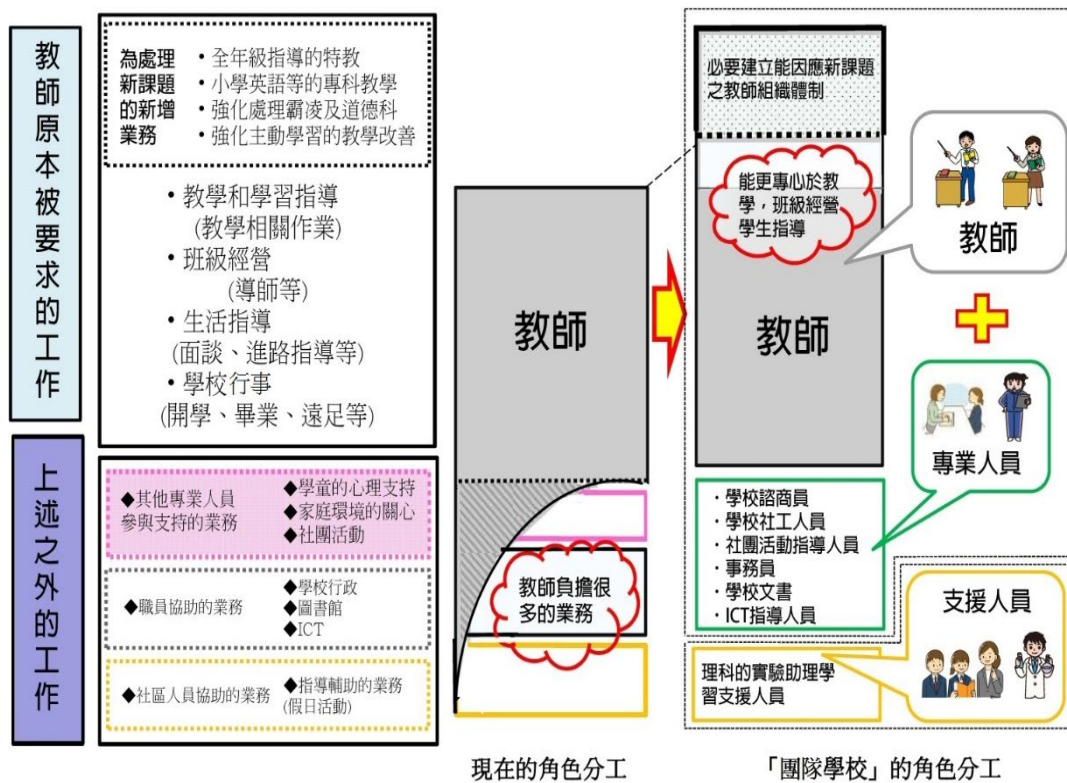 教師原本被要求的工作
為處理
新課題
的新增
業務
・全年級指導的特教
・小學英語等的專科教學
・強化處理霸凌及道德科
・強化主動學習的教學改善
・教學和學習指導
(教學相關作業)
・班級經營
(導師等)
・生活指導
(面談、進路指導等)
・學校行事
(開學、畢業、遠足等)
上述之外的工作
◆其他專業人員
參與支持的業務
◆學童的心理支持
◆家庭環境的關心
◆社團活動
◆職員協助的業務
◆學校行政
◆圖書館
◆ICT
◆社區人員協助的業務
◆指導輔助的業務
(假日活動)
教師
教師負擔很
多的業務
現在的角色分工
必要建立能因應新課題
之教師組織體制
能更專心於教
學，班級經營
學生指導
教師
教師
專業人員
・學校諮商員
・學校社工人員
・社團活動指導人員
・事務員
・學校文書
・ICT指導人員
支援人員
理科的實驗助理學
習支援人員
「團隊學校」的角色分工